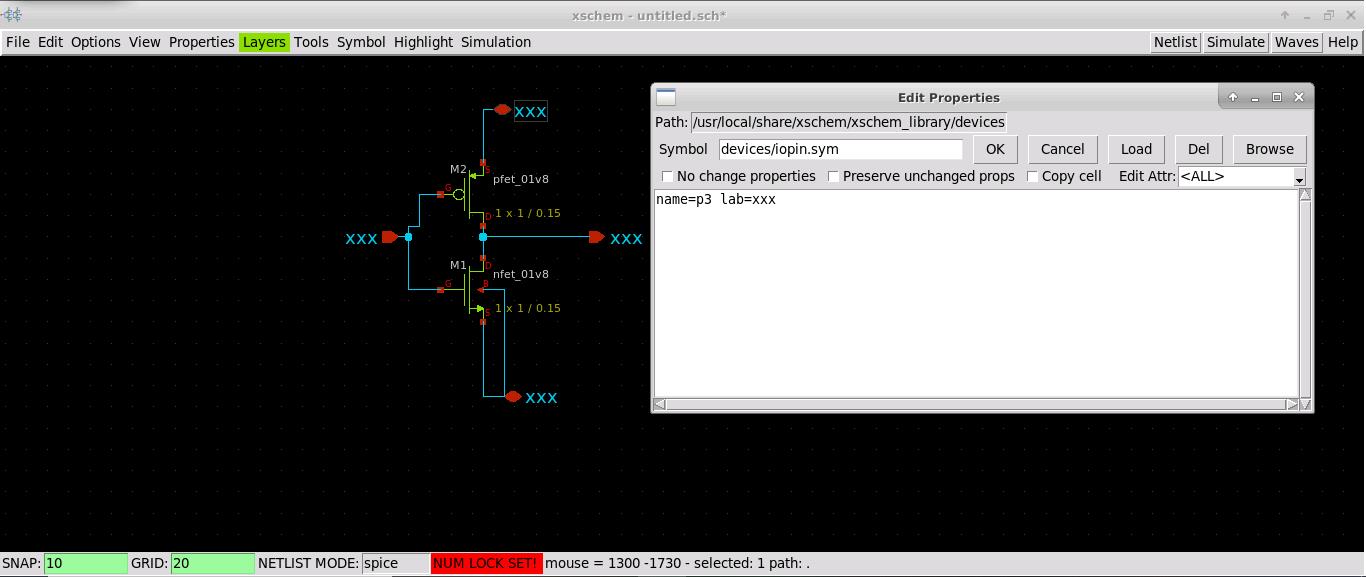 xschem - untitled.sch*
File Edit Options View Properties Layers Tools Symbol Highlight Simulation Netlist Simulate Waves Help
xxx
S
M2
pfet_01v8
G
1 x 1 / 0.15
D
xxx
xxx
M1
D
nfet_01v8
G
B
1 x 1 / 0.15
S
xxx
Edit Properties
Path: /usr/local/share/xschem/xschem_library/devices
Symbol devices/iopin.sym OK Cancel Load Del Browse
No change properties Preserve unchanged props Copy cell Edit Attr: <ALL>
name=p3 lab=xxx
SNAP: 10 GRID: 20 NETLIST MODE: spice NUM LOCK SET! mouse = 1300 -1730 - selected: 1 path: .